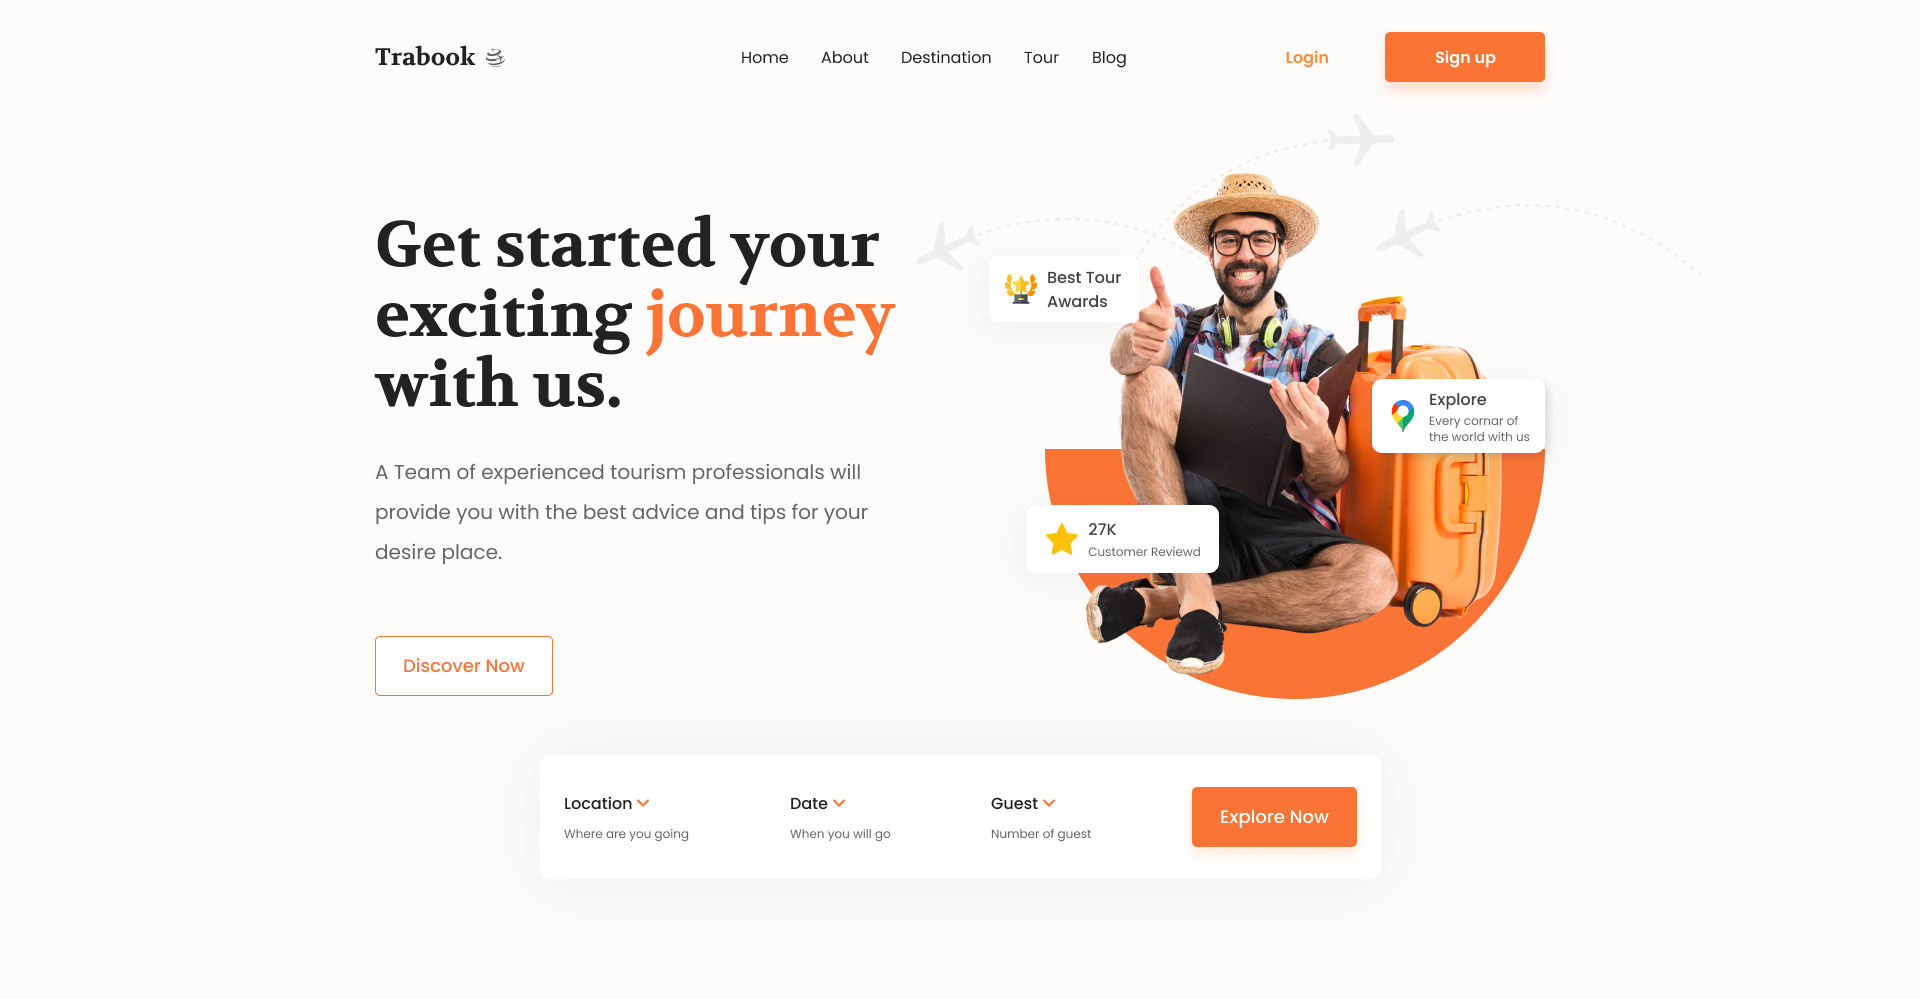 Trabook
Home About Destination Tour Blog
Login
Sign up
Get started your
exciting journey
with us.
A Team of experienced tourism professionals will
provide you with the best advice and tips for your
desire place.
Discover Now
Best Tour
Awards
Explore
Every cornar of
the world with us
27K
Customer Reviewd
Location
Where are you going
Date
When you will go
Guest
Number of guest
Explore Now